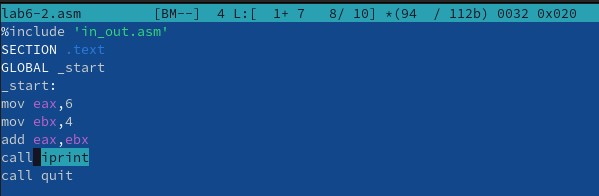 lab6-2.asm [BM--] 4 L:[ 1+ 7 8/ 10] *(94 / 112b) 0032 0x020
%include 'in_out.asm'
SECTION .text
GLOBAL _start
_start:
mov eax,6
mov ebx,4
add eax,ebx
call iprint
call quit